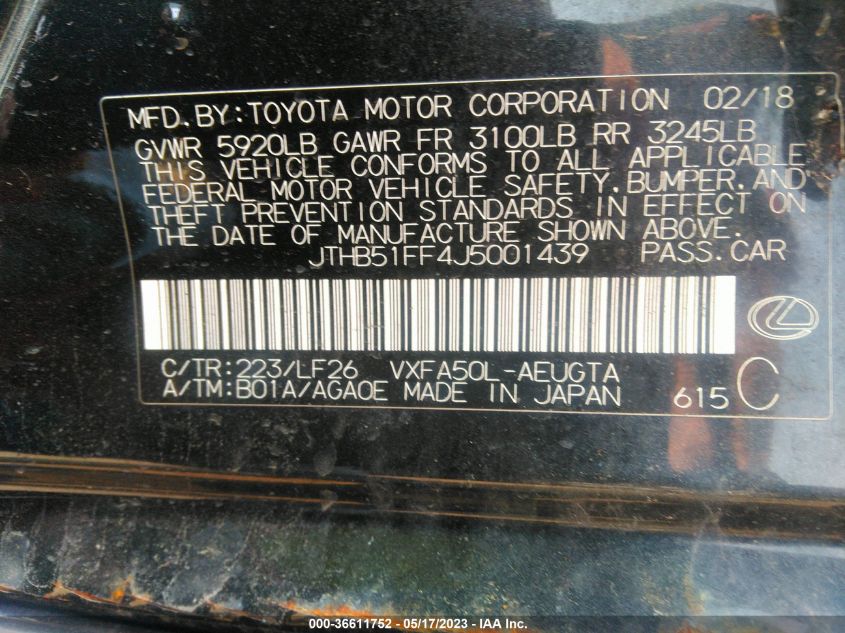 MFD.BY:TOYOTA MOTOR CORPORATION 02/18
GVWR 5920LB GAWR FR 3100LB RR 3245LB
THIS VEHICLE CONFORMS TO ALL APPLICABLE
FEDERAL MOTOR VEHICLE SAFETY,BUMPER,AND
THEFT PREVENTION STANDARDS IN EFFECT ON
THE DATE OF MANUFACTURE SHOWN ABOVE.
JTHB51FF4J5001439 PASS.CAR
C/TR:223/LF26 VXFA50L-AEUGTA
A/TM:B01A/AGA0E MADE IN JAPAN 615 C
000-36611752 - 05/17/2023 - IAA Inc.